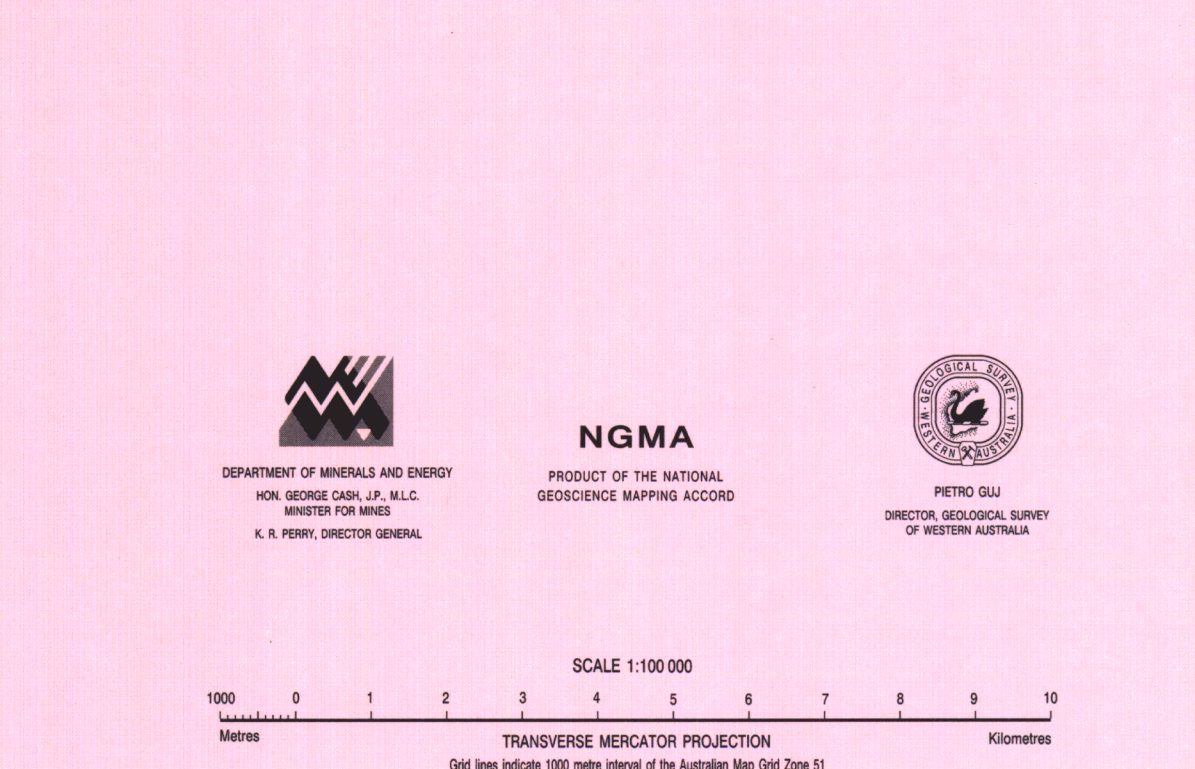 DEPARTMENT OF MINERALS AND ENERGY
HON. GEORGE CASH, J.P., M.L.C.
MINISTER FOR MINES
K. R. PERRY, DIRECTOR GENERAL
NGMA
PRODUCT OF THE NATIONAL
GEOSCIENCE MAPPING ACCORD
GEOLOGICAL SURVEY
WESTERN AUSTRALIA
PIETRO GUJ
DIRECTOR, GEOLOGICAL SURVEY
OF WESTERN AUSTRALIA
SCALE 1:100 000
1000 0 1 2 3 4 5 6 7 8 9 10
Metres Kilometres
TRANSVERSE MERCATOR PROJECTION
Grid lines indicate 1000 metre interval of the Australian Map Grid Zone 51